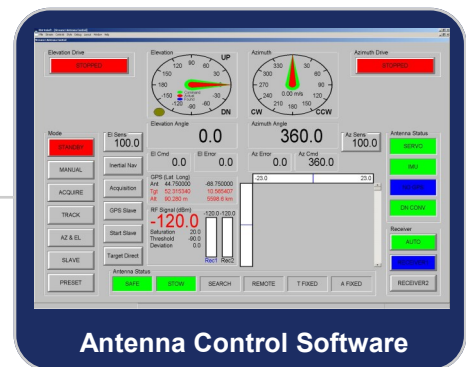 Elevation Drive
STOPPED
Elevation
UP
DN
Azimuth
CW
CCW
0.00 m/s
Azimuth Drive
STOPPED
Elevation Angle
0.0
Azimuth Angle
360.0
Mode
STANDBY
MANUAL
ACQUIRE
TRACK
AZ & EL
SLAVE
PRESET
El Sens
100.0
Az Sens
100.0
El Cmd
0.0
El Error
0.0
Az Error
0.0
Az Cmd
360.0
Inertial Nav
Acquisition
GPS Slave
Start Slave
Target Direct
GPS (Lat Long)
Ant 44.750000 -68.750000
Tgt 52.315340 10.565407
Alt 90.280 m 5398.6 km
RF Signal (dBm)
-120.0
-120.0 -120.0
Saturation 20.0
Threshold -90.0
Deviation 0.0
Rec1 Rec2
-23.0 23.0
Antenna Status
SERVO
IMU
DN CONV
Receiver
AUTO
RECEIVER2
Antenna Status
SAFE STOW SEARCH REMOTE T FIXED A FIXED
Antenna Control Software